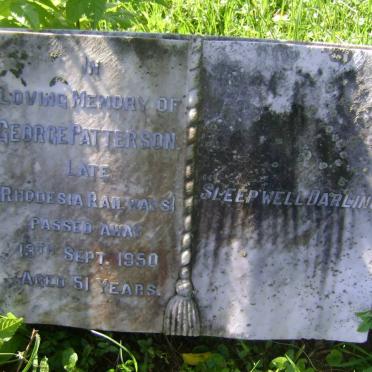 IN
LOVING MEMORY OF
GEORGE PATTERSON.
LATE
(RHODESIA RAILWAYS)
PASSED AWAY
13TH SEPT. 1950
AGED 51 YEARS.
SLEEP WELL DARLIN